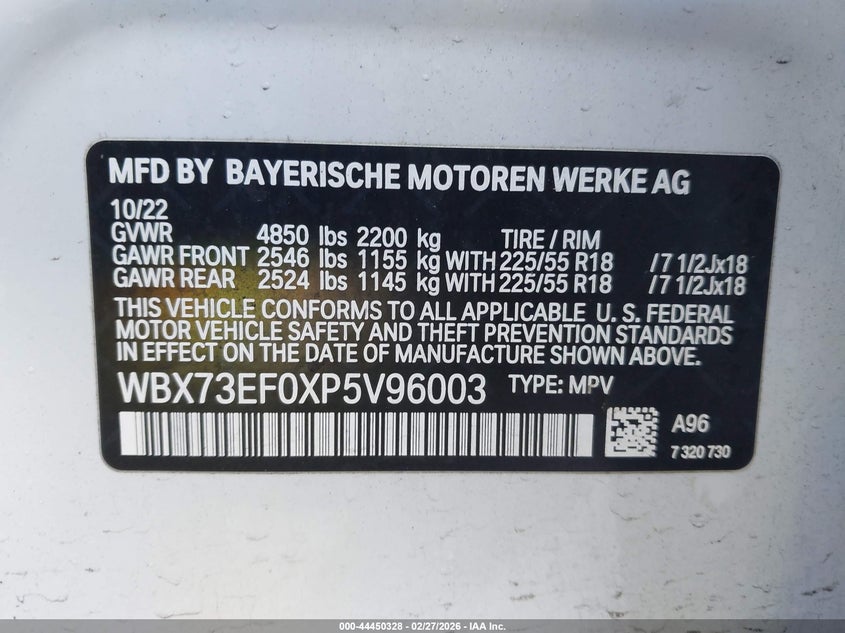 MFD BY BAYERISCHE MOTOREN WERKE AG
10/22
GVWR 4850 lbs 2200 kg TIRE / RIM
GAWR FRONT 2546 lbs 1155 kg WITH 225/55 R18 /7 1/2Jx18
GAWR REAR 2524 lbs 1145 kg WITH 225/55 R18 /7 1/2Jx18
THIS VEHICLE CONFORMS TO ALL APPLICABLE U. S. FEDERAL
MOTOR VEHICLE SAFETY AND THEFT PREVENTION STANDARDS
IN EFFECT ON THE DATE OF MANUFACTURE SHOWN ABOVE.
WBX73EF0XP5V96003 TYPE: MPV
A96
7 320 730
000-44450328 - 02/27/2026 - IAA Inc.